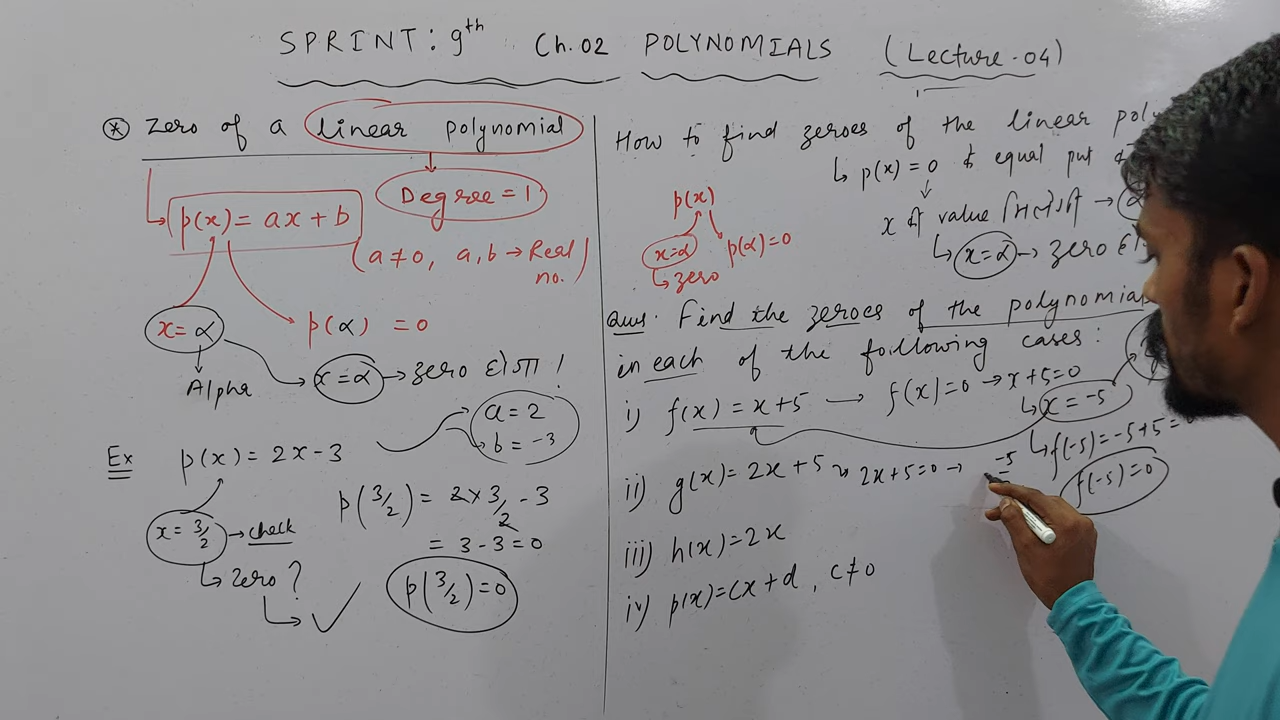 SPRINT: 9th Ch.02 POLYNOMIALS (Lecture-04)
* Zero of a linear polynomial
Degree = 1
p(x) = ax + b
(a ≠ 0, a, b → Real no.)
x = α
p(α) = 0
Alpha
x = α → zero होता है !
Ex p(x) = 2x - 3
a = 2
b = -3
x = 3/2 → check
zero ?
p(3/2) = 2 × 3/2 - 3
= 3 - 3 = 0
p(3/2) = 0
How to find zeroes of the linear
p(x) = 0 के equal put
x की value
x = α → zero
p(x)
x = α
p(α) = 0
zero
Ques. Find the zeroes of the polynomial
in each of the following cases:
i) f(x) = x + 5 → f(x) = 0 → x + 5 = 0
x = -5
f(-5) = -5 + 5 =
f(-5) = 0
ii) g(x) = 2x + 5 2x + 5 = 0 → -5
iii) h(x) = 2x
iv) p(x) = cx + d, c ≠ 0